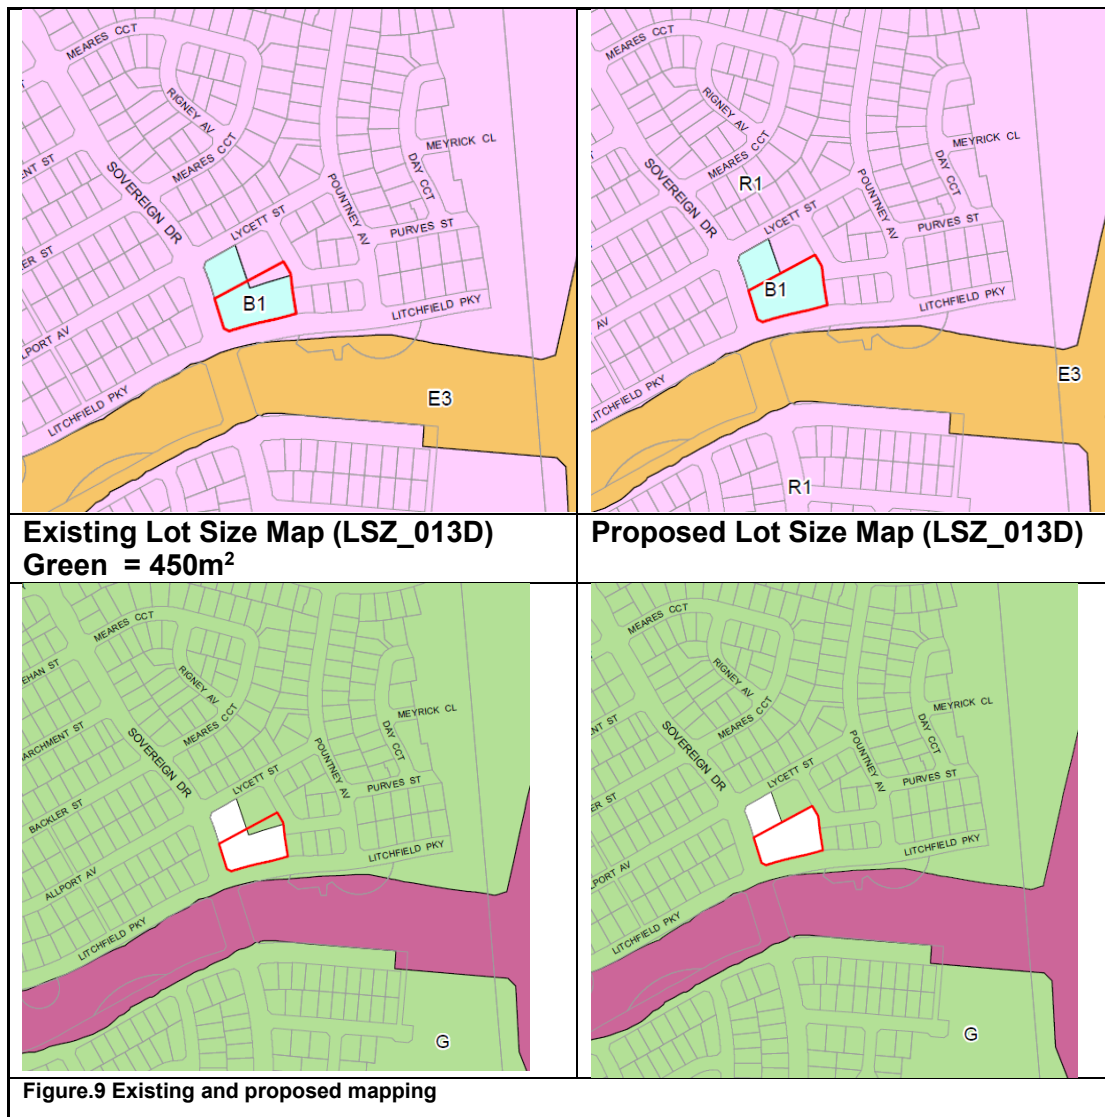 MEARES CCT
RIGNEY AV
MEARES CCT
MEYRICK CL
DAY CCT
SOVEREIGN DR
POUNTNEY AV
LYCETT ST
PURVES ST
B1
LITCHFIELD PKY
LITCHFIELD PKY
E3
MEARES CCT
RIGNEY AV
MEARES CCT
MEYRICK CL
DAY CCT
R1
SOVEREIGN DR
POUNTNEY AV
LYCETT ST
PURVES ST
B1
LITCHFIELD PKY
AV
LITCHFIELD PKY
E3
R1
Existing Lot Size Map (LSZ_013D)
Green = 450m²
Proposed Lot Size Map (LSZ_013D)
MEARES CCT
RIGNEY AV
MEARES CCT
MEYRICK CL
DAY CCT
SOVEREIGN DR
POUNTNEY AV
LYCETT ST
PURVES ST
BACKLER ST
ALLPORT AV
LITCHFIELD PKY
LITCHFIELD PKY
G
MEARES CCT
RIGNEY AV
MEARES CCT
MEYRICK CL
DAY CCT
SOVEREIGN DR
POUNTNEY AV
LYCETT ST
PURVES ST
LITCHFIELD PKY
LITCHFIELD PKY
G
Figure.9 Existing and proposed mapping